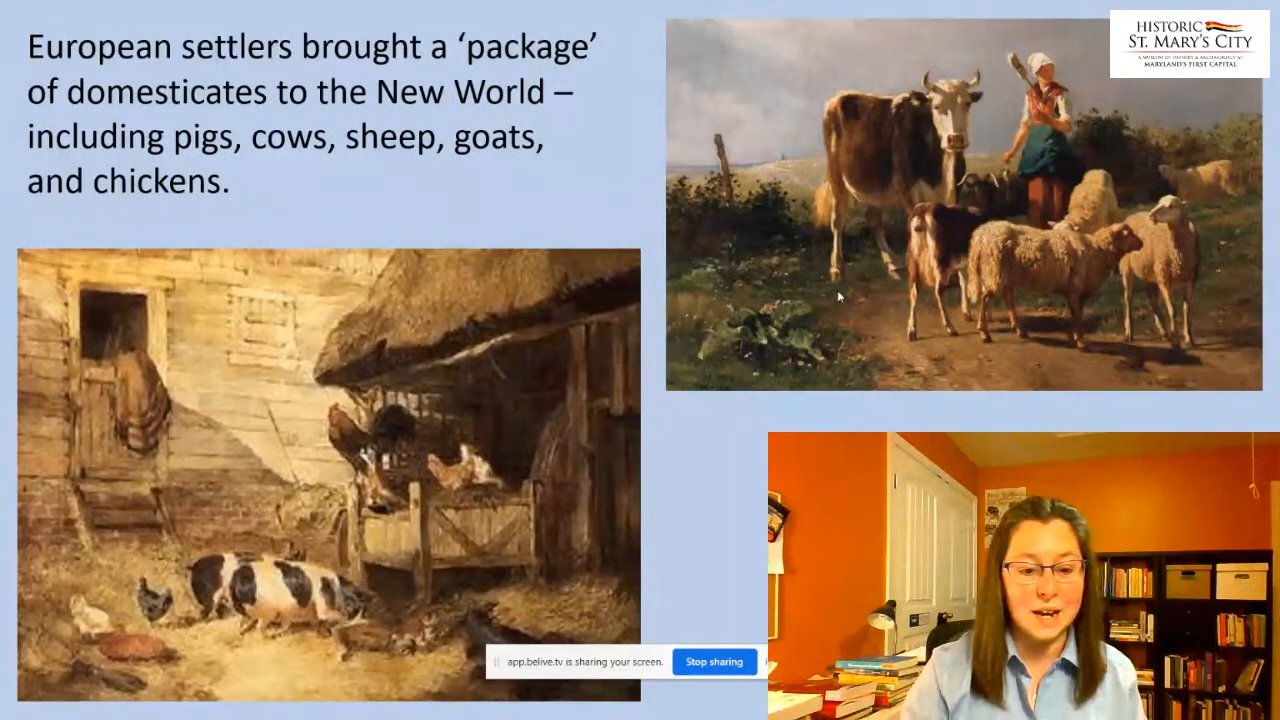 European settlers brought a ‘package’
of domesticates to the New World –
including pigs, cows, sheep, goats,
and chickens.
HISTORIC
ST. MARY'S CITY
A MUSEUM OF HISTORY & ARCHAEOLOGY AT
MARYLAND'S FIRST CAPITAL
app.belive.tv is sharing your screen.
Stop sharing